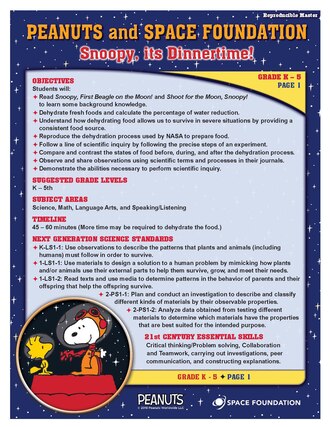 Reproducible Master
PEANUTS and SPACE FOUNDATION
Snoopy, its Dinnertime!
GRADE K – 5
PAGE 1
OBJECTIVES
Students will:
Read Snoopy, First Beagle on the Moon! and Shoot for the Moon, Snoopy!
to learn some background knowledge.
Dehydrate fresh foods and calculate the percentage of water reduction.
Understand how dehydrating food allows us to survive in severe situations by providing a
consistent food source.
Reproduce the dehydration process used by NASA to prepare food.
Follow a line of scientific inquiry by following the precise steps of an experiment.
Compare and contrast the states of food before, during, and after the dehydration process.
Observe and share observations using scientific terms and processes in their journals.
Demonstrate the abilities necessary to perform scientific inquiry.
SUGGESTED GRADE LEVELS
K – 5th
SUBJECT AREAS
Science, Math, Language Arts, and Speaking/Listening
TIMELINE
45 – 60 minutes (More time may be required to dehydrate the food.)
NEXT GENERATION SCIENCE STANDARDS
K-LS1-1: Use observations to describe the patterns that plants and animals (including
humans) must follow in order to survive.
1-LS1-1: Use materials to design a solution to a human problem by mimicking how plants
and/or animals use their external parts to help them survive, grow, and meet their needs.
1-LS1-2: Read texts and use media to determine patterns in the behavior of parents and their
offspring that help the offspring survive.
2-PS1-1: Plan and conduct an investigation to describe and classify
different kinds of materials by their observable properties.
2-PS1-2: Analyze data obtained from testing different
materials to determine which materials have the properties
that are best suited for the intended purpose.
21ST CENTURY ESSENTIAL SKILLS
Critical thinking/Problem solving, Collaboration
and Teamwork, carrying out investigations, peer
communication, and constructing explanations.
GRADE K - 5 ✦ PAGE 1
PEANUTS
SPACE FOUNDATION